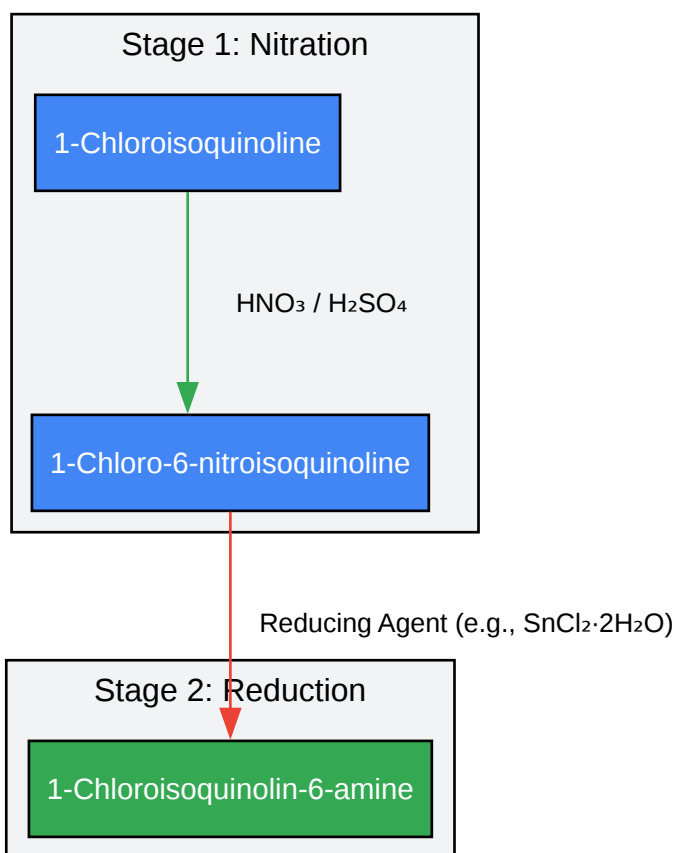 Stage 1: Nitration
1-Chloroisoquinoline
HNO₃ / H₂SO₄
1-Chloro-6-nitroisoquinoline
Reducing Agent (e.g., SnCl₂·2H₂O)
Stage 2: Reduction
1-Chloroisoquinolin-6-amine